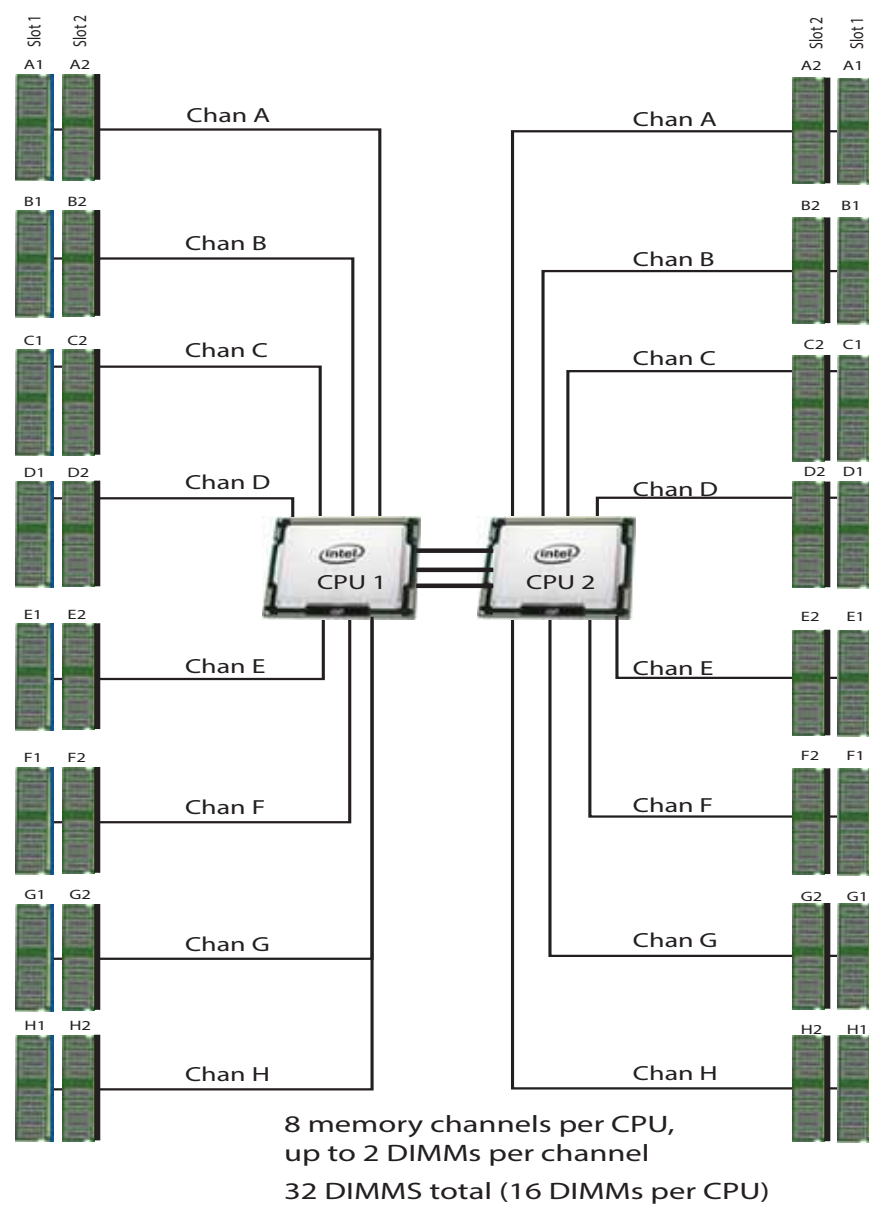 Slot 1
Slot 2
Slot 2
Slot 1
A1 A2
A2 A1
Chan A
Chan A
B1 B2
B2 B1
Chan B
Chan B
C1 C2
C2 C1
Chan C
Chan C
D1 D2
D2 D1
Chan D
Chan D
intel
CPU 1
intel
CPU 2
E1 E2
E2 E1
Chan E
Chan E
F1 F2
F2 F1
Chan F
Chan F
G1 G2
G2 G1
Chan G
Chan G
H1 H2
H2 H1
Chan H
Chan H
8 memory channels per CPU,
up to 2 DIMMs per channel
32 DIMMS total (16 DIMMs per CPU)